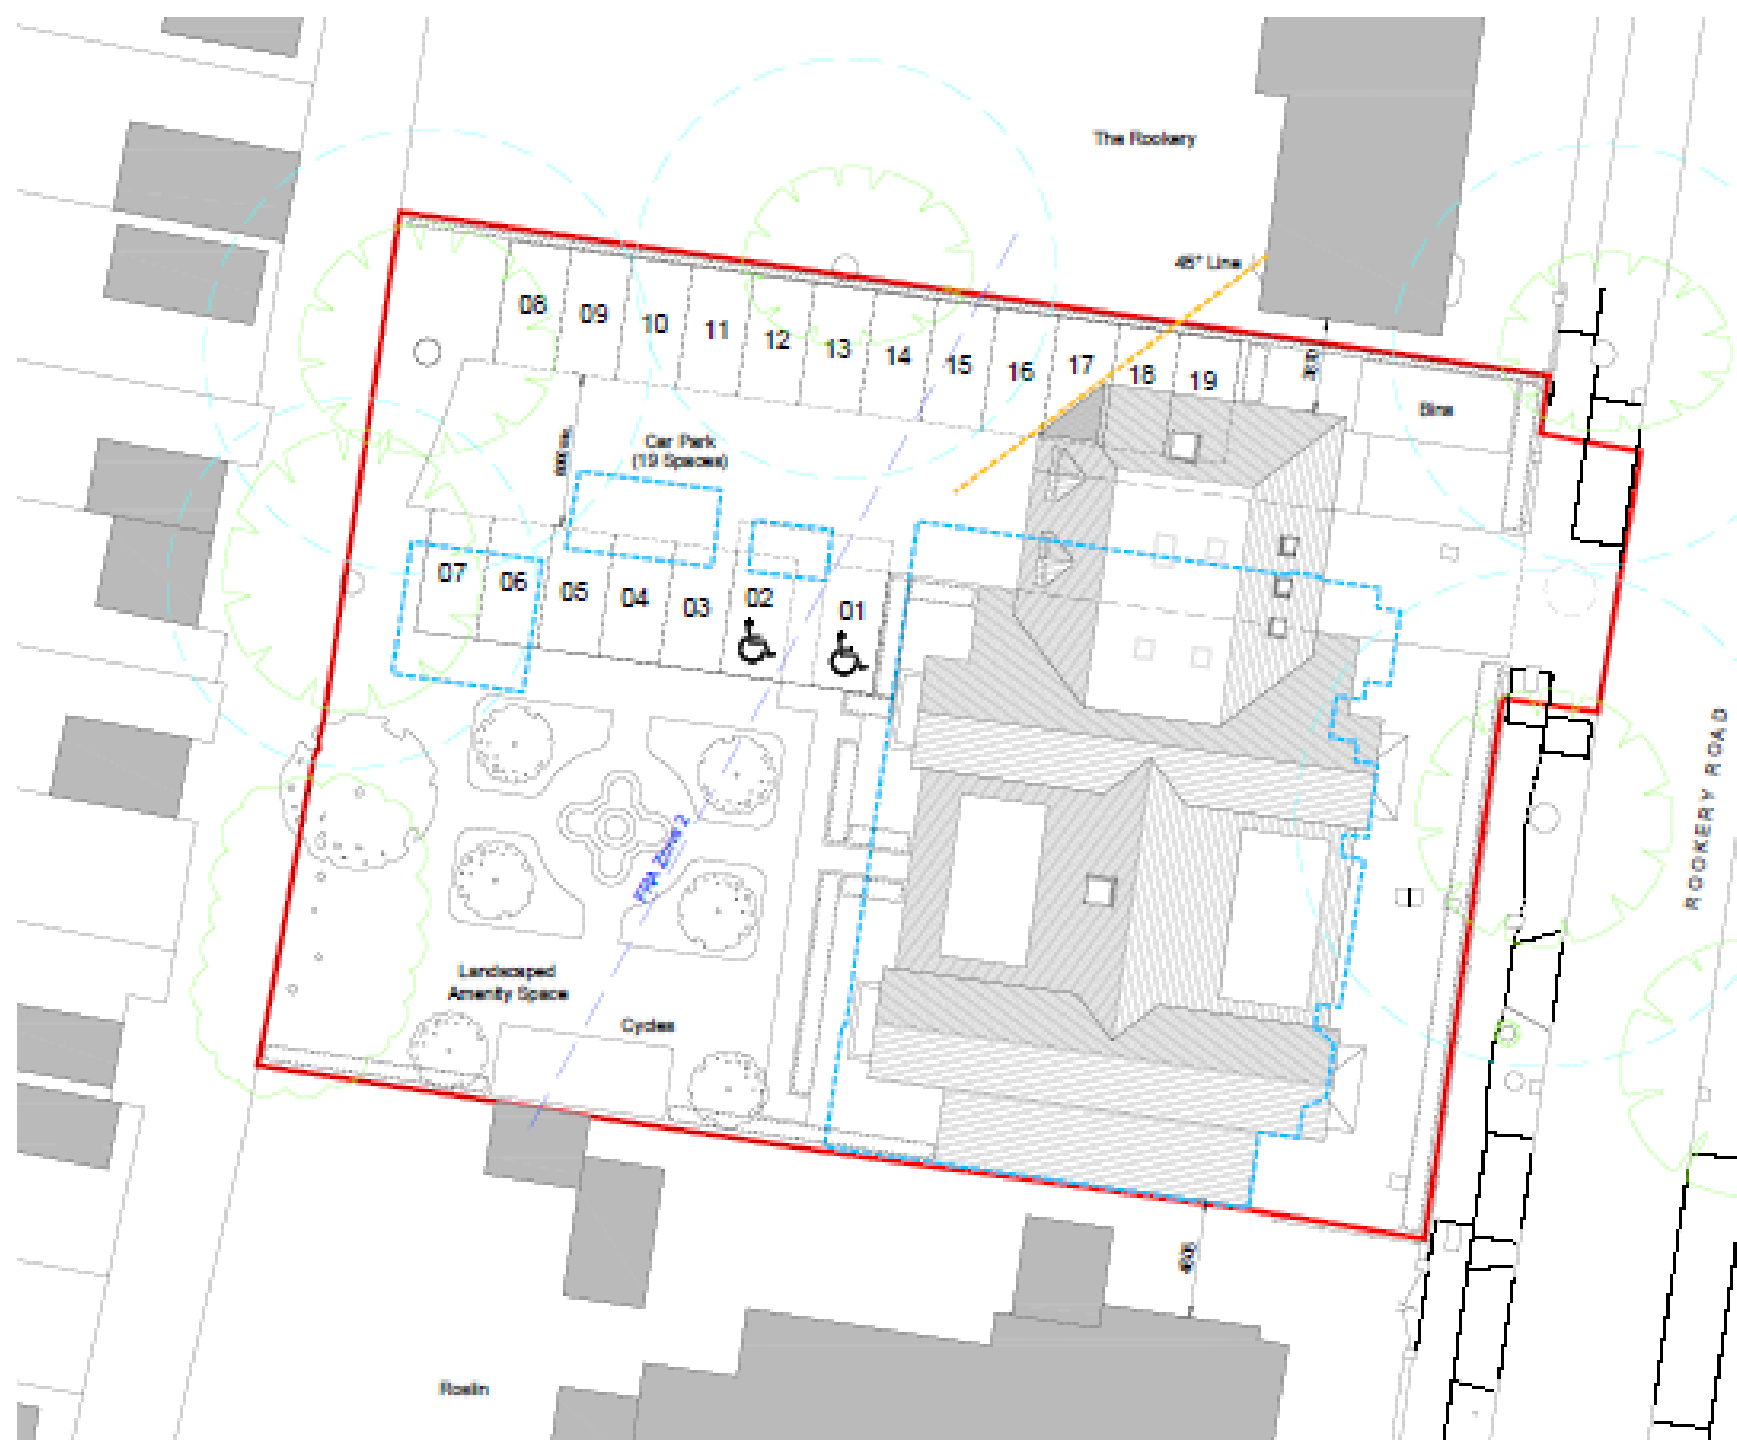 The Rookery
45° Line
08
09
10
11
12
13
14
15
16
17
18
19
Bins
Car Park
(19 Spaces)
07
06
05
04
03
02
01
ROOKERY ROAD
Landscaped
Amenity Space
Cycles
Roslin